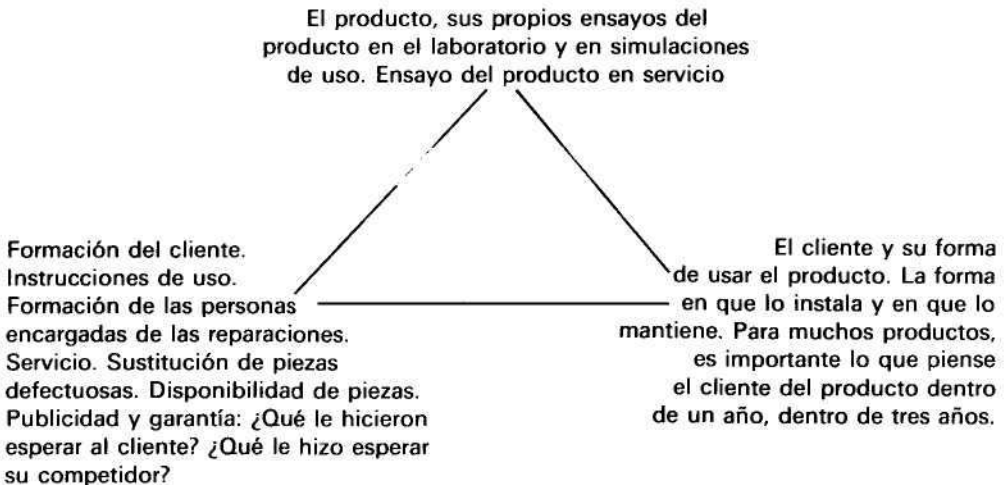 El producto, sus propios ensayos del
producto en el laboratorio y en simulaciones
de uso. Ensayo del producto en servicio
Formación del cliente.
Instrucciones de uso.
Formación de las personas
encargadas de las reparaciones.
Servicio. Sustitución de piezas
defectuosas. Disponibilidad de piezas.
Publicidad y garantía: ¿Qué le hicieron
esperar al cliente? ¿Qué le hizo esperar
su competidor?
El cliente y su forma
de usar el producto. La forma
en que lo instala y en que lo
mantiene. Para muchos productos,
es importante lo que piense
el cliente del producto dentro
de un año, dentro de tres años.